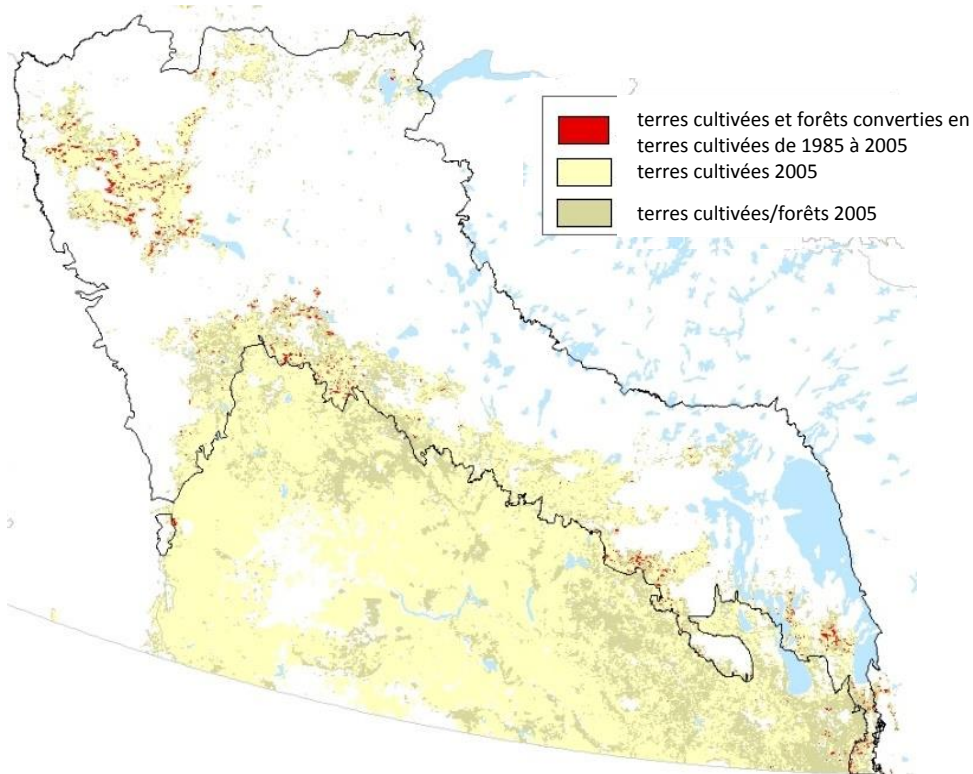 terres cultivées et forêts converties en
terres cultivées de 1985 à 2005
terres cultivées 2005
terres cultivées/forêts 2005